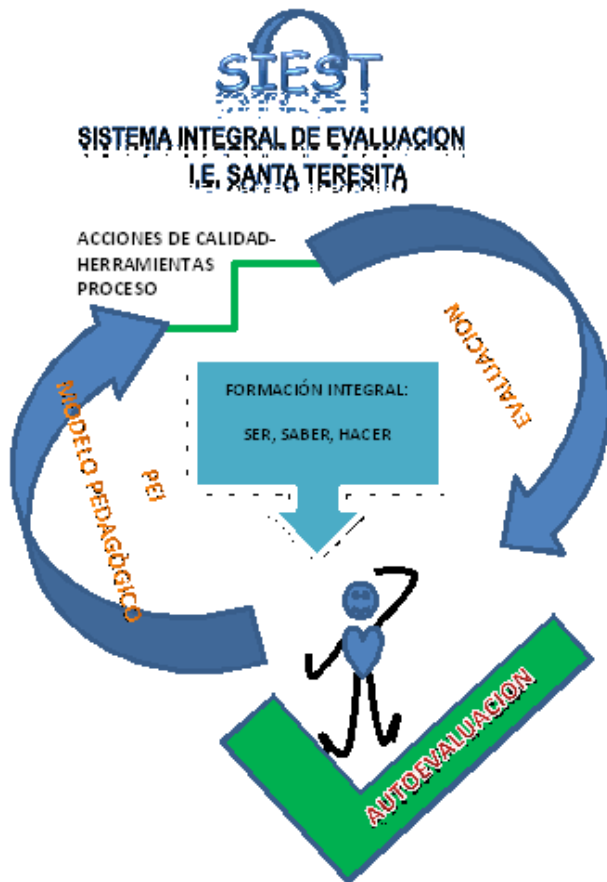 SIEST
SISTEMA INTEGRAL DE EVALUACION
I.E. SANTA TERESITA
ACCIONES DE CALIDAD-
HERRAMIENTAS
PROCESO
EVALUACION
FORMACIÓN INTEGRAL:
SER, SABER, HACER
MODELO PEDAGÒGICO
PEI
AUTOEVALUACION